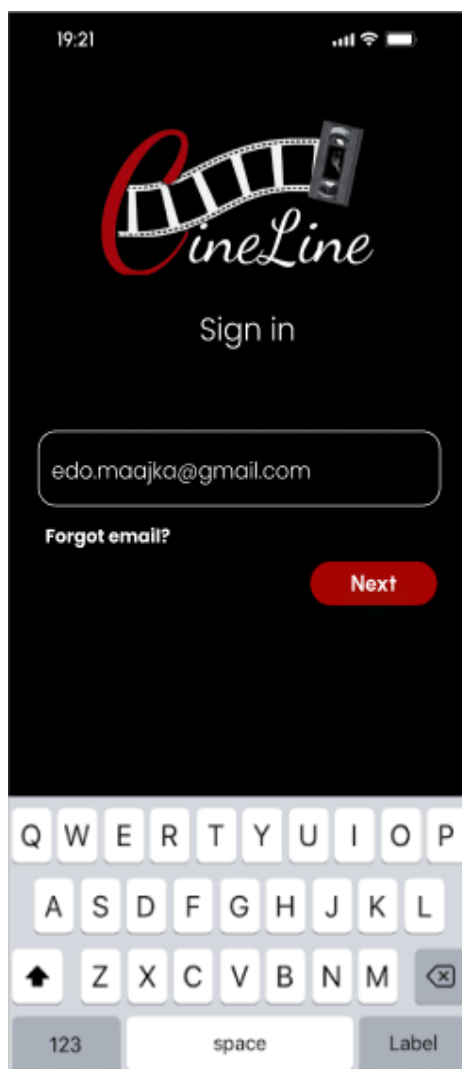 19:21
CineLine
Sign in
edo.maajka@gmail.com
Forgot email?
Next
Q W E R T Y U I O P
A S D F G H J K L
Z X C V B N M
123 space Label